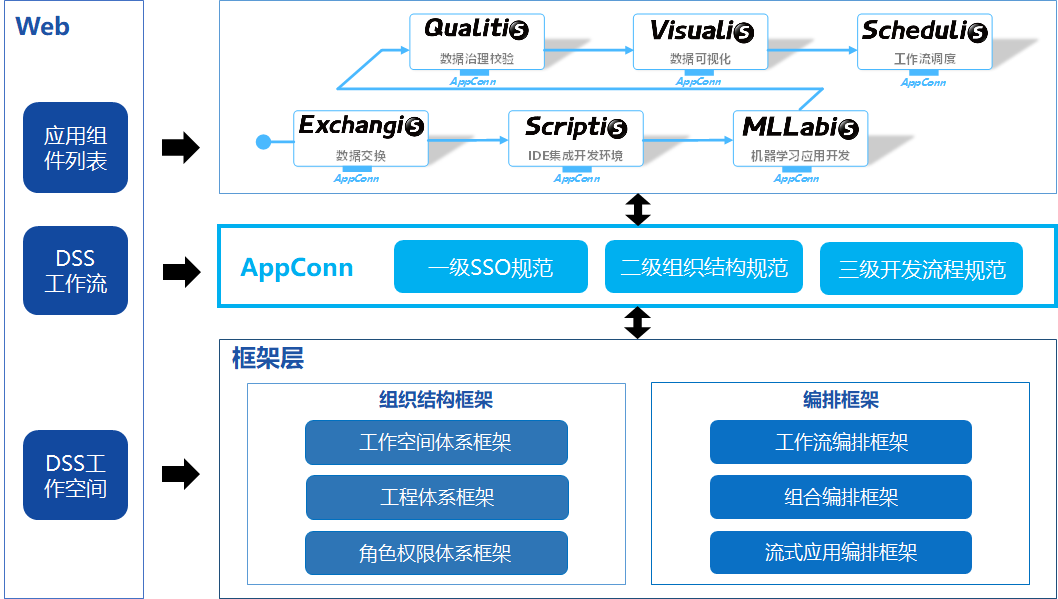 Web
应用组
件列表
DSS
工作流
DSS工
作空间
Qualitis
数据治理校验
AppConn
Visualis
数据可视化
AppConn
Schedulis
工作流调度
AppConn
Exchangis
数据交换
AppConn
Scriptis
IDE集成开发环境
AppConn
MLLabis
机器学习应用开发
AppConn
AppConn
一级SSO规范
二级组织结构规范
三级开发流程规范
框架层
组织结构框架
工作空间体系框架
工程体系框架
角色权限体系框架
编排框架
工作流编排框架
组合编排框架
流式应用编排框架